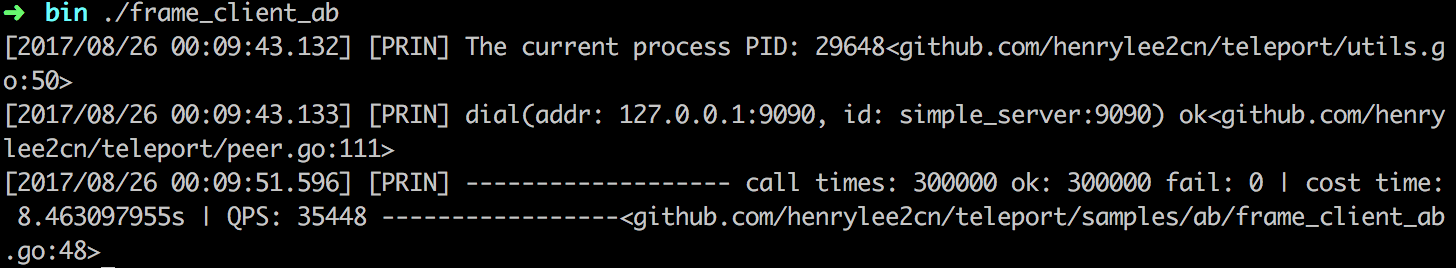 ➜ bin ./frame_client_ab
[2017/08/26 00:09:43.132] [PRIN] The current process PID: 29648<github.com/henrylee2cn/teleport/utils.g
o:50>
[2017/08/26 00:09:43.133] [PRIN] dial(addr: 127.0.0.1:9090, id: simple_server:9090) ok<github.com/henry
lee2cn/teleport/peer.go:111>
[2017/08/26 00:09:51.596] [PRIN] ------------------- call times: 300000 ok: 300000 fail: 0 | cost time:
 8.463097955s | QPS: 35448 -----------------<github.com/henrylee2cn/teleport/samples/ab/frame_client_ab
.go:48>